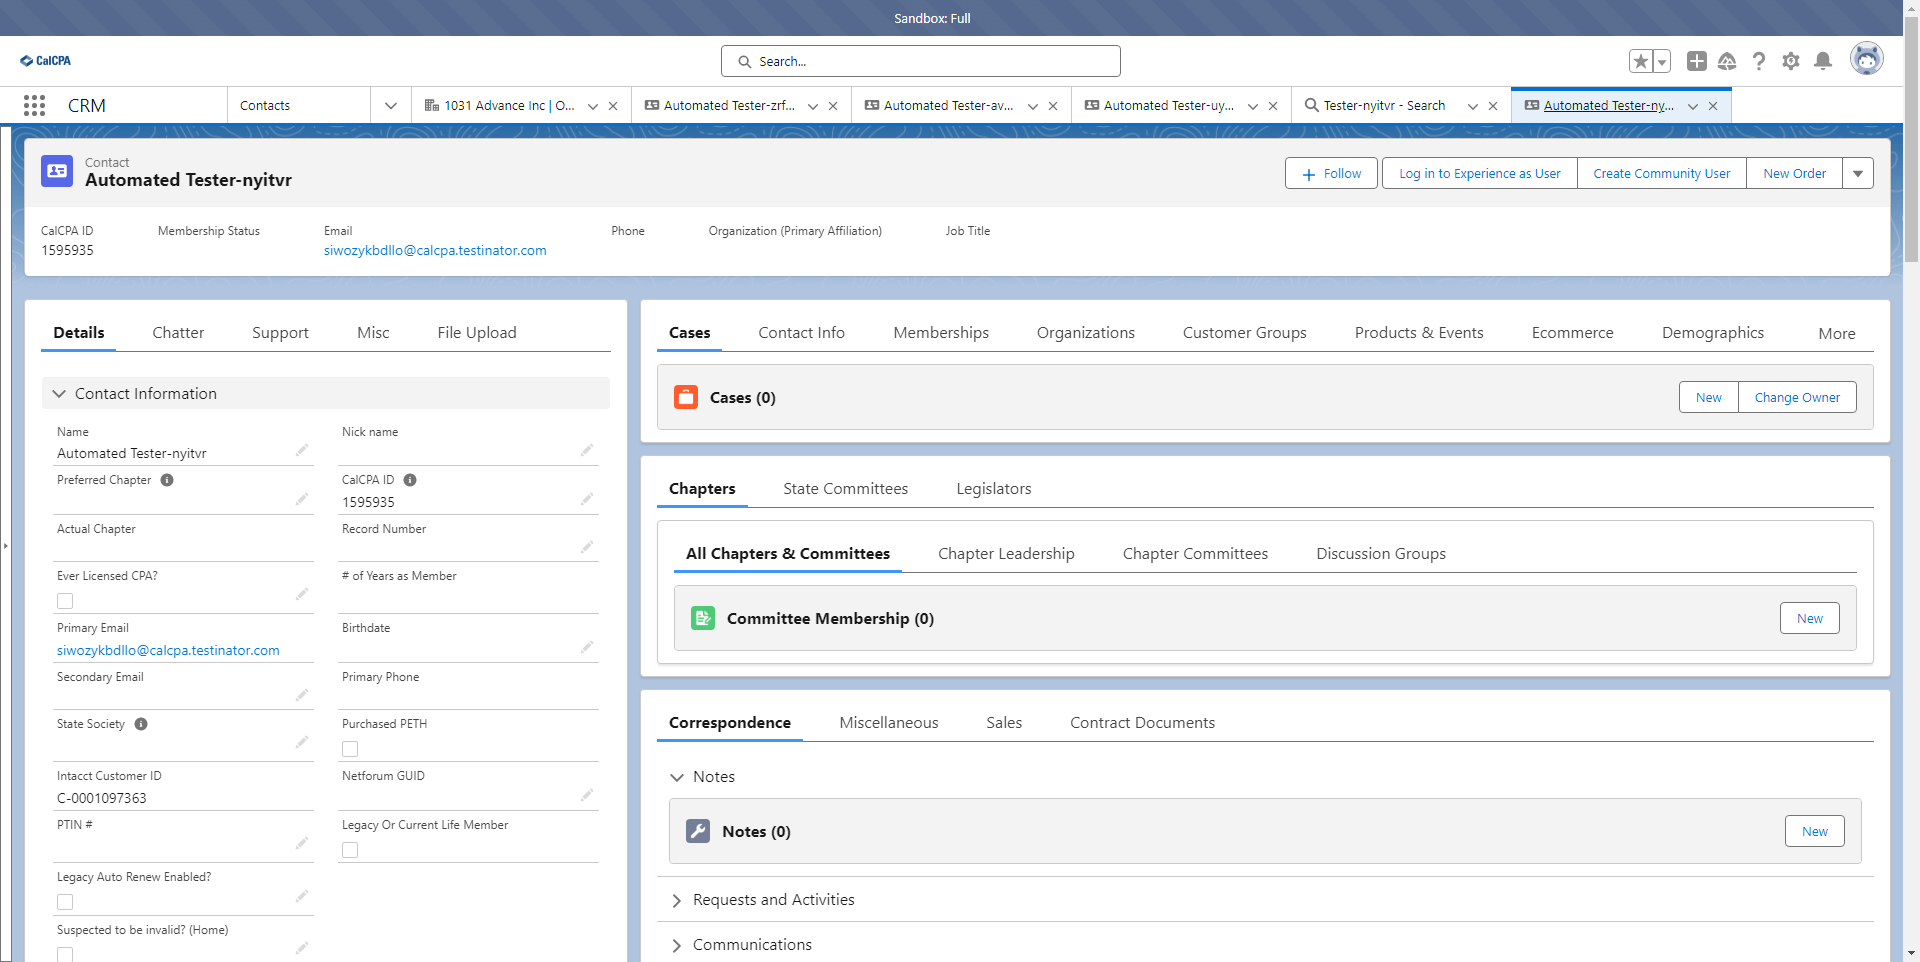 Sandbox: Full
CalCPA
Search...
CRM
Contacts
1031 Advance Inc | O...
Automated Tester-zrf...
Automated Tester-av...
Automated Tester-uy...
Tester-nyitvr - Search
Automated Tester-ny...
Contact
Automated Tester-nyitvr
Follow
Log in to Experience as User
Create Community User
New Order
CalCPA ID
Membership Status
Email
Phone
Organization (Primary Affiliation)
Job Title
1595935
siwozykbdllo@calcpa.testinator.com
Details
Chatter
Support
Misc
File Upload
Contact Information
Name
Automated Tester-nyitvr
Nick name
Preferred Chapter
CalCPA ID
1595935
Actual Chapter
Record Number
Ever Licensed CPA?
# of Years as Member
Primary Email
siwozykbdllo@calcpa.testinator.com
Birthdate
Secondary Email
Primary Phone
State Society
Purchased PETH
Intacct Customer ID
C-0001097363
Netforum GUID
PTIN #
Legacy Or Current Life Member
Legacy Auto Renew Enabled?
Suspected to be invalid? (Home)
Cases
Contact Info
Memberships
Organizations
Customer Groups
Products & Events
Ecommerce
Demographics
More
Cases (0)
New
Change Owner
Chapters
State Committees
Legislators
All Chapters & Committees
Chapter Leadership
Chapter Committees
Discussion Groups
Committee Membership (0)
New
Correspondence
Miscellaneous
Sales
Contract Documents
Notes
Notes (0)
New
Requests and Activities
Communications